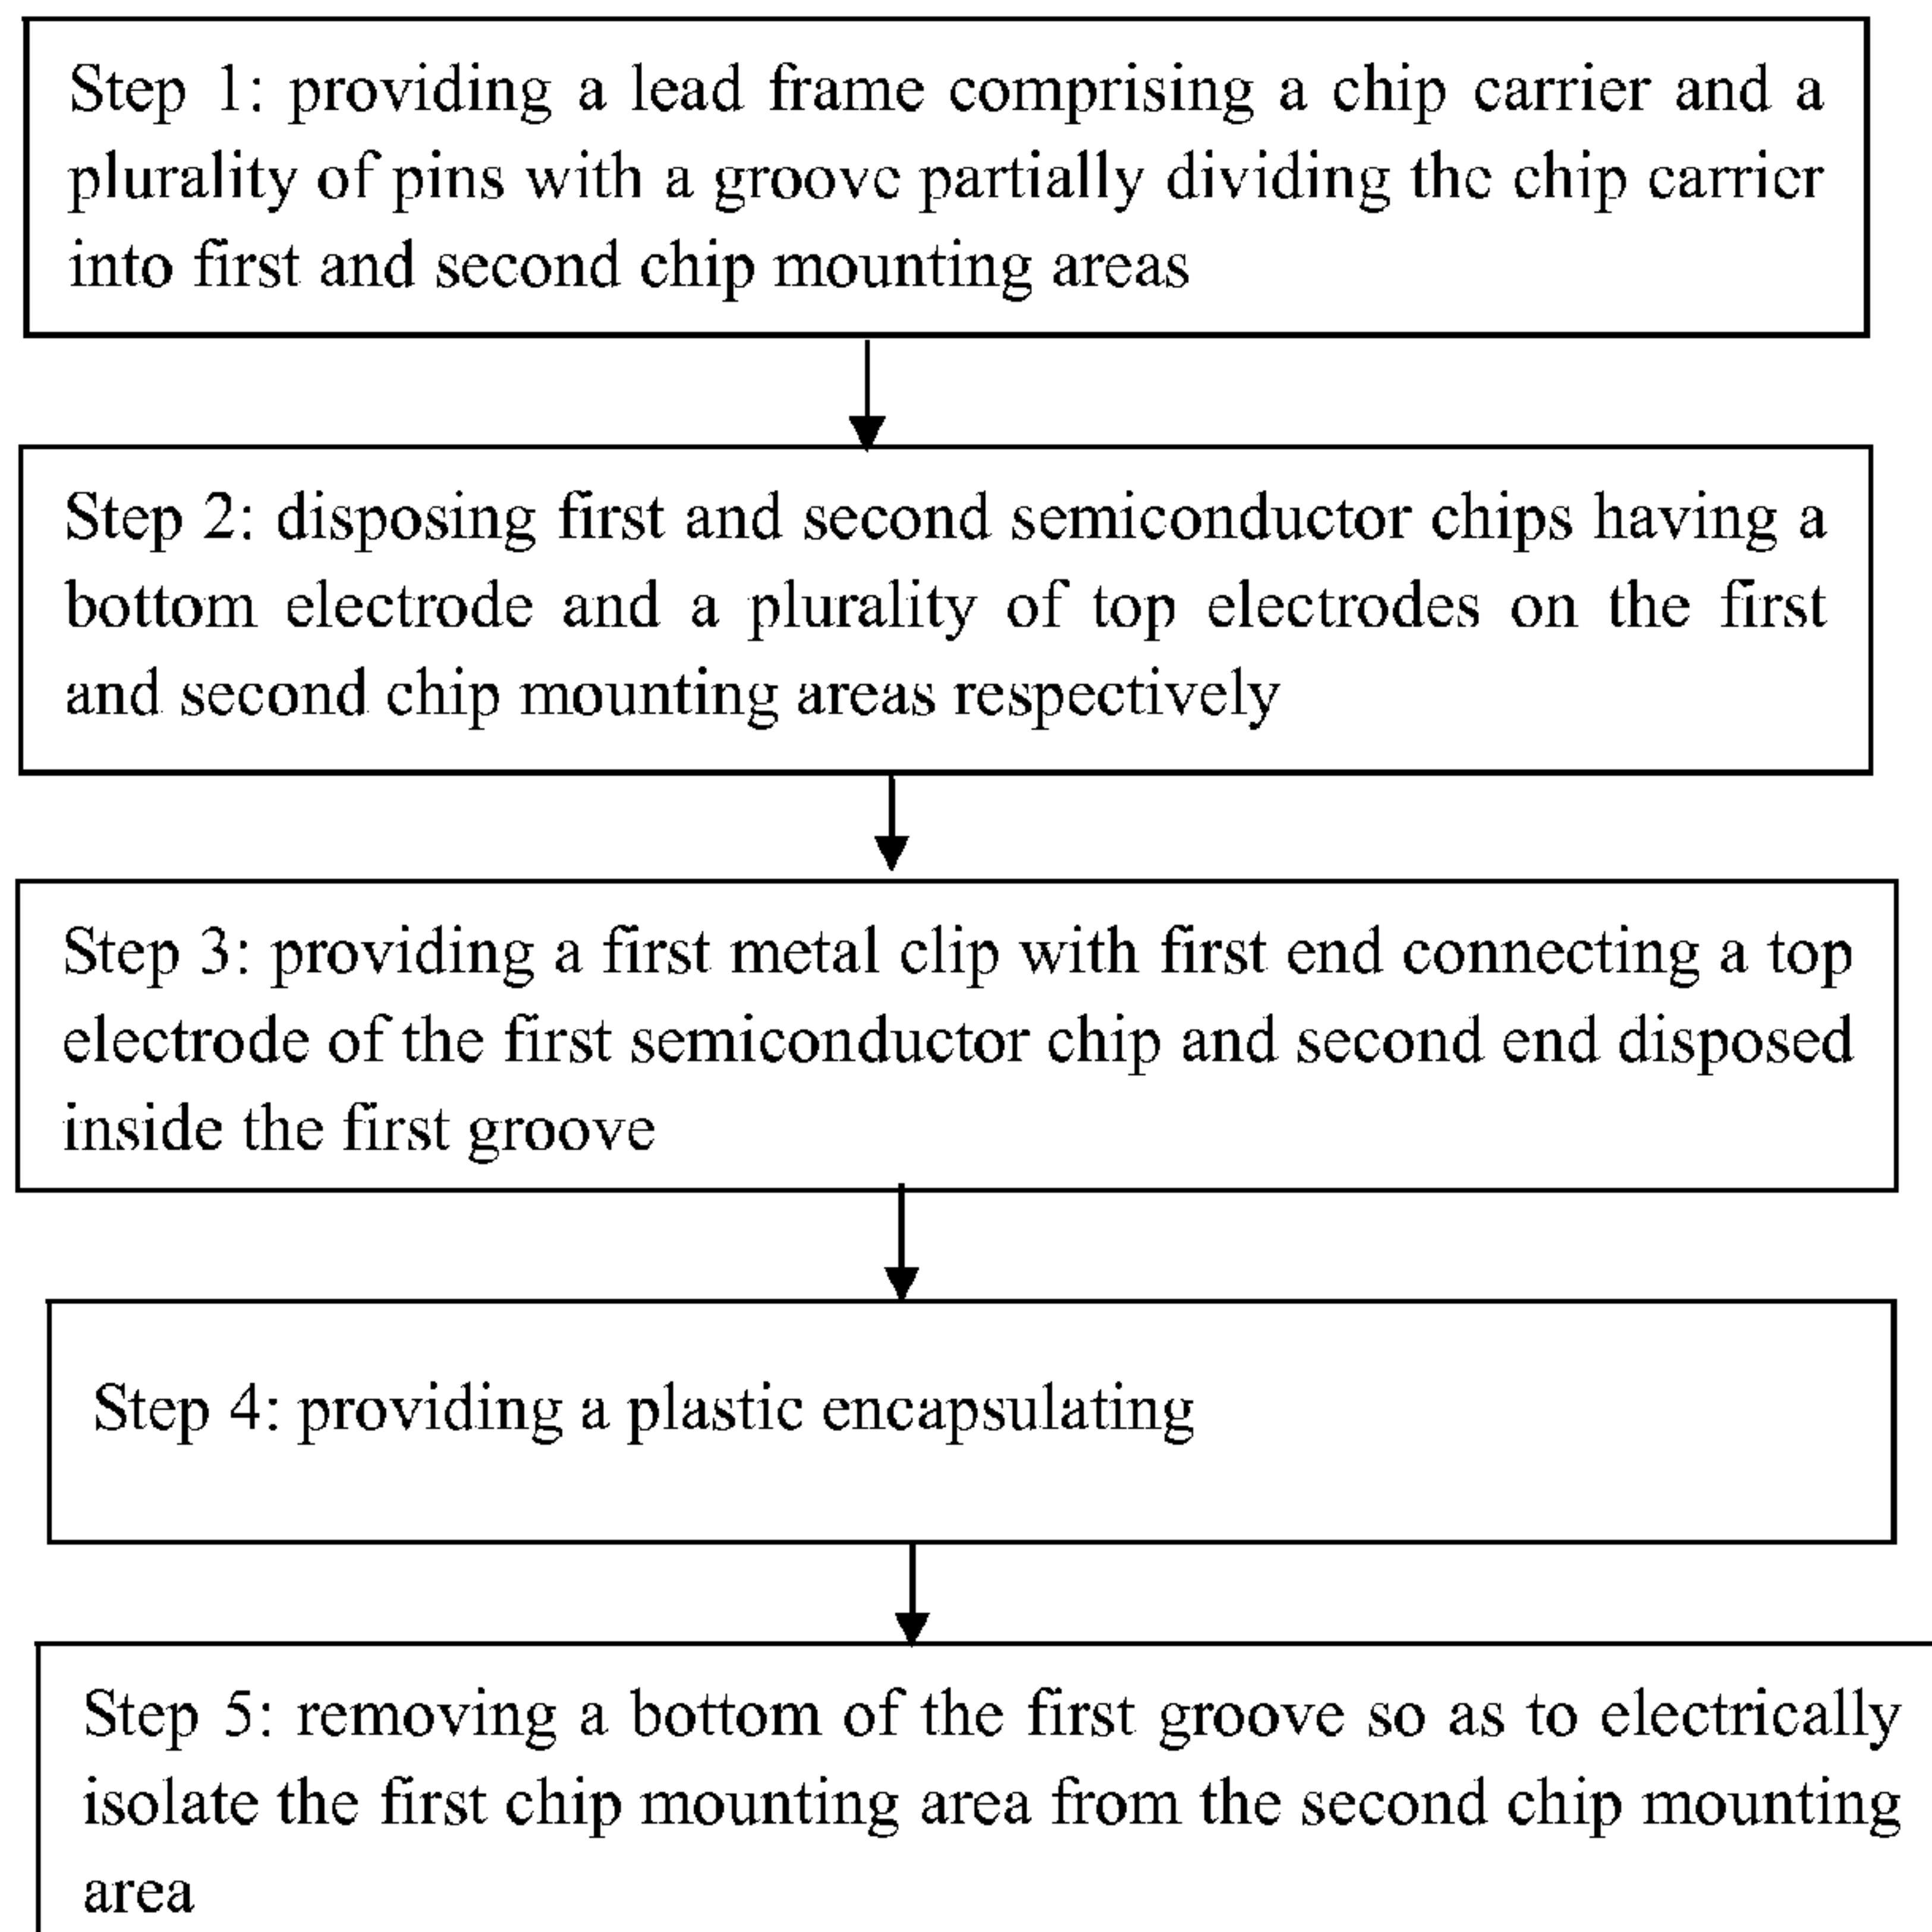 Step 1: providing a lead frame comprising a chip carrier and a
plurality of pins with a groove partially dividing the chip carrier
into first and second chip mounting areas
Step 2: disposing first and second semiconductor chips having a
bottom electrode and a plurality of top electrodes on the first
and second chip mounting areas respectively
Step 3: providing a first metal clip with first end connecting a top
electrode of the first semiconductor chip and second end disposed
inside the first groove
Step 4: providing a plastic encapsulating
Step 5: removing a bottom of the first groove so as to electrically
isolate the first chip mounting area from the second chip mounting
area